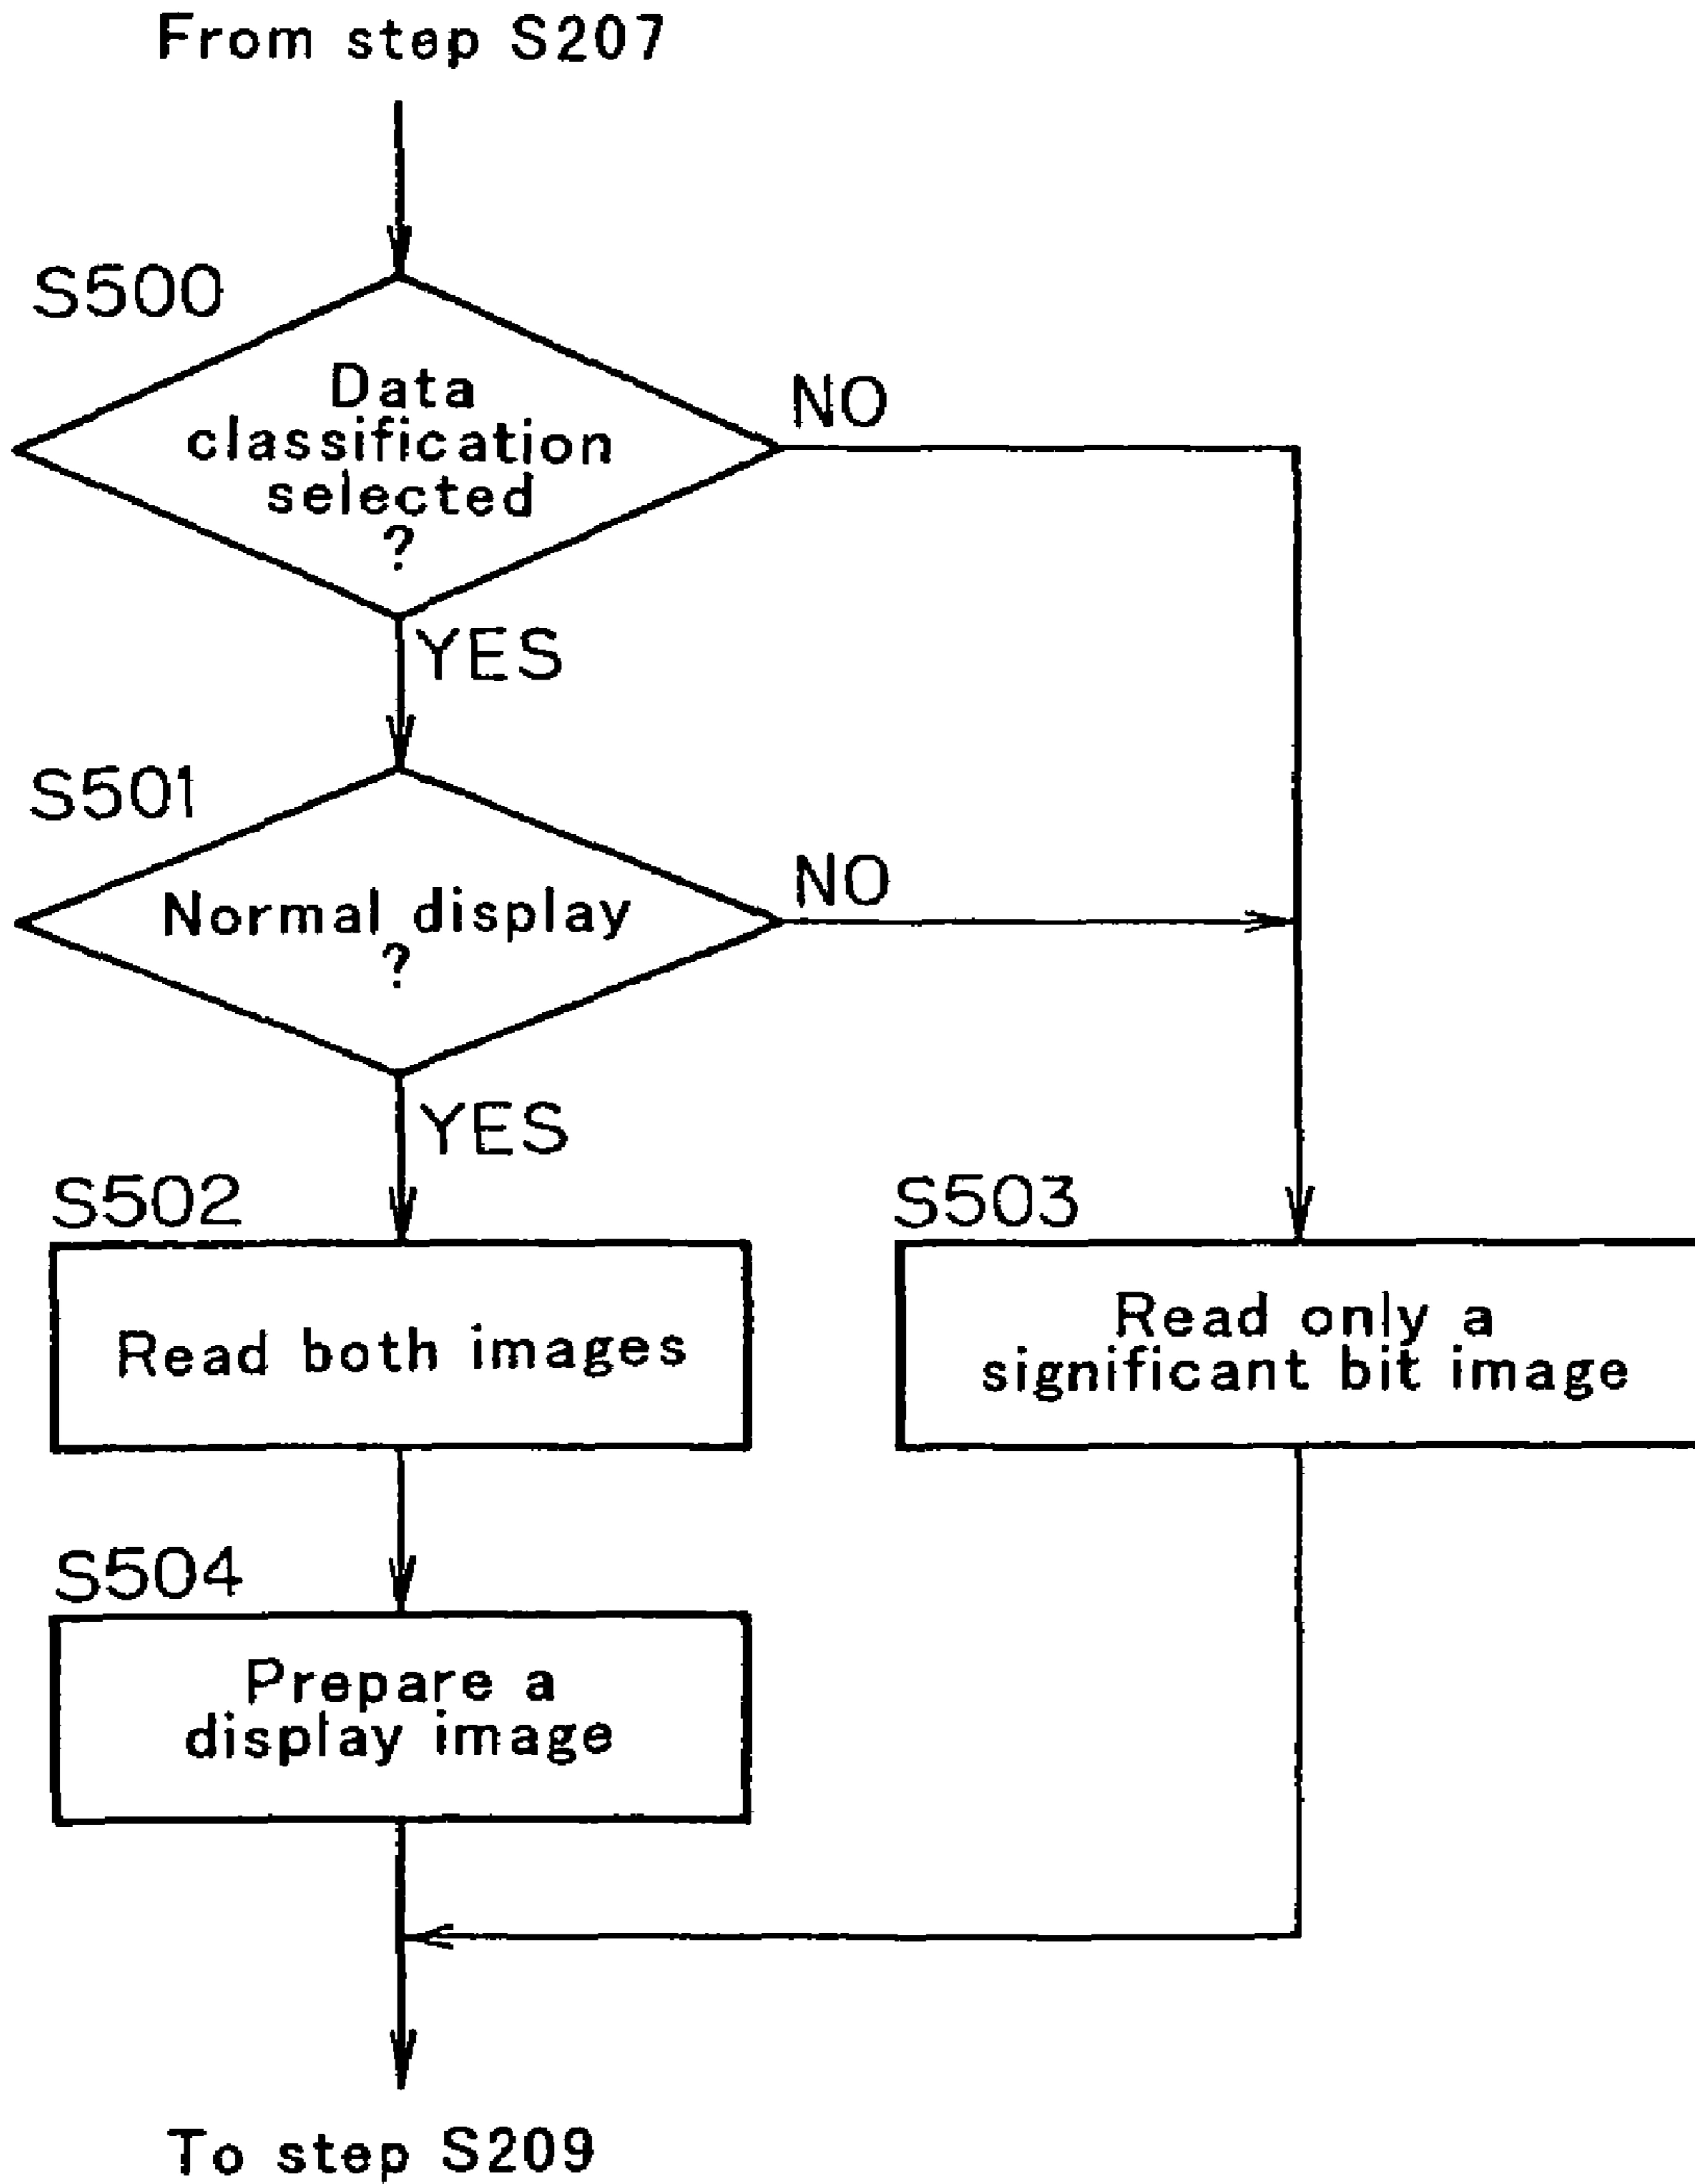 From step S207
S500
Data
classification
selected
?
NO
YES
S501
Normal display
?
NO
YES
S502
Read both images
S503
Read only a
significant bit image
S504
Prepare a
display image
To step S209